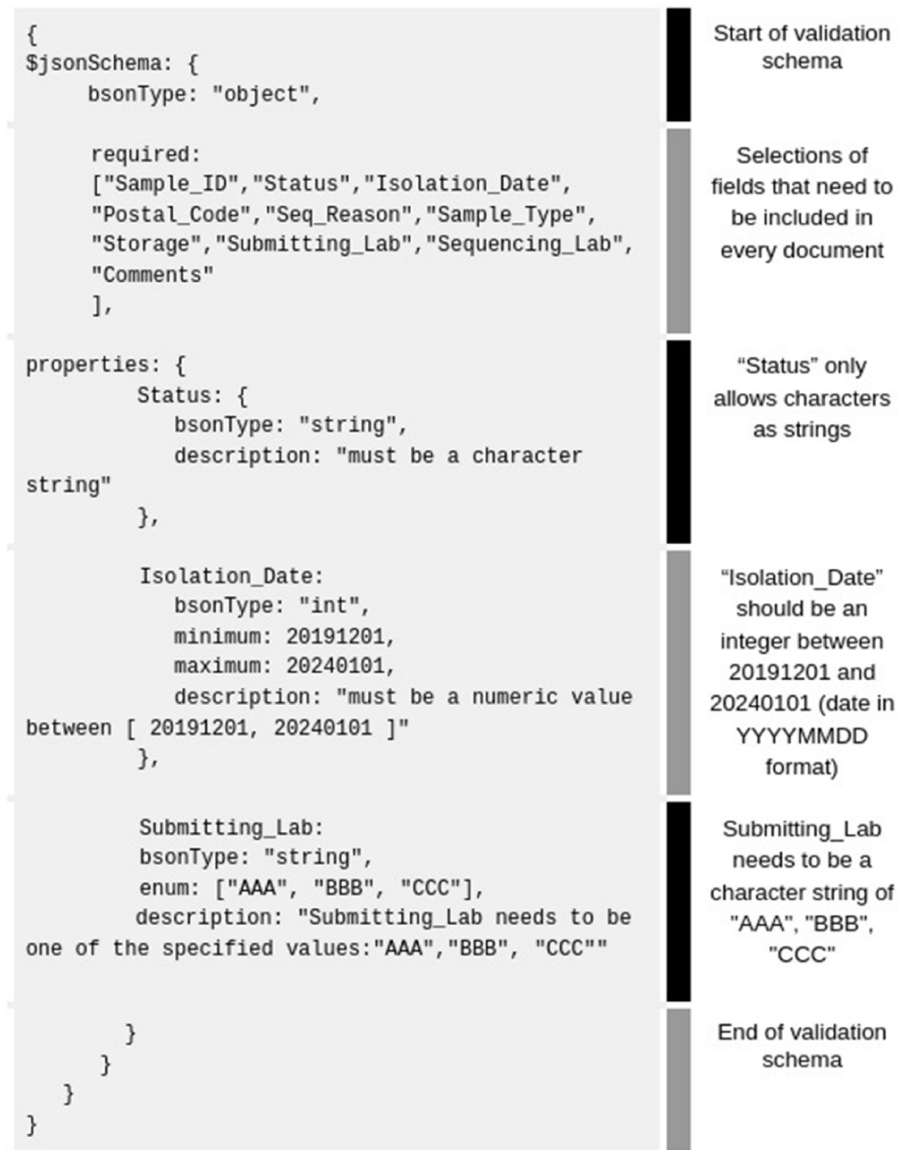 {
$jsonSchema: {
bsonType: "object",
Start of validation
schema
required:
["Sample_ID","Status","Isolation_Date",
"Postal_Code","Seq_Reason","Sample_Type",
"Storage","Submitting_Lab","Sequencing_Lab",
"Comments"
],
Selections of
fields that need to
be included in
every document
properties: {
Status: {
bsonType: "string",
description: "must be a character
string"
},
“Status” only
allows characters
as strings
Isolation_Date:
bsonType: "int",
minimum: 20191201,
maximum: 20240101,
description: "must be a numeric value
between [ 20191201, 20240101 ]"
},
“Isolation_Date”
should be an
integer between
20191201 and
20240101 (date in
YYYYMMDD
format)
Submitting_Lab:
bsonType: "string",
enum: ["AAA", "BBB", "CCC"],
description: "Submitting_Lab needs to be
one of the specified values:"AAA","BBB", "CCC""
Submitting_Lab
needs to be a
character string of
"AAA", "BBB",
"CCC"
}
}
}
}
End of validation
schema